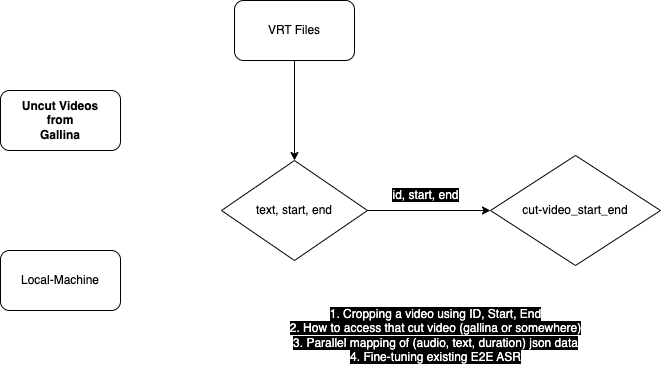 VRT Files
Uncut Videos
from
Gallina
text, start, end
id, start, end
cut-video_start_end
Local-Machine
1. Cropping a video using ID, Start, End
2. How to access that cut video (gallina or somewhere)
3. Parallel mapping of (audio, text, duration) json data
4. Fine-tuning existing E2E ASR